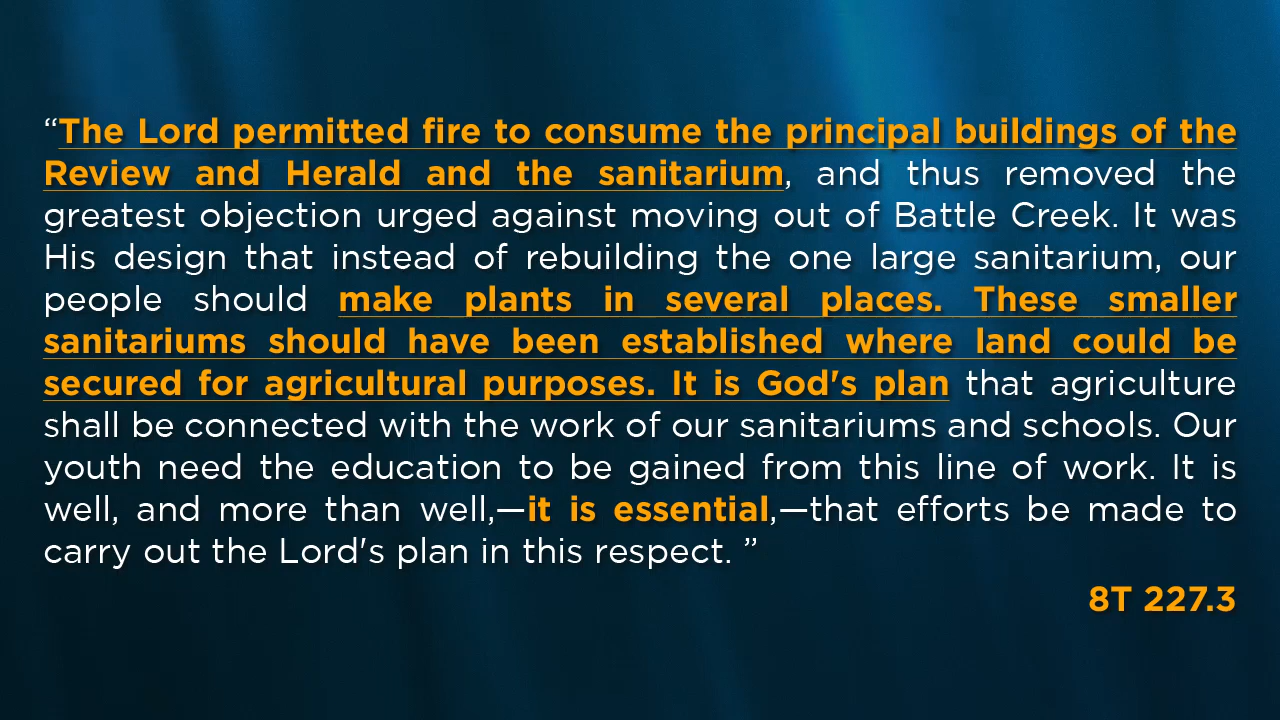 “The Lord permitted fire to consume the principal buildings of the
Review and Herald and the sanitarium, and thus removed the
greatest objection urged against moving out of Battle Creek. It was
His design that instead of rebuilding the one large sanitarium, our
people should make plants in several places. These smaller
sanitariums should have been established where land could be
secured for agricultural purposes. It is God's plan that agriculture
shall be connected with the work of our sanitariums and schools. Our
youth need the education to be gained from this line of work. It is
well, and more than well,—it is essential,—that efforts be made to
carry out the Lord's plan in this respect. ”
8T 227.3